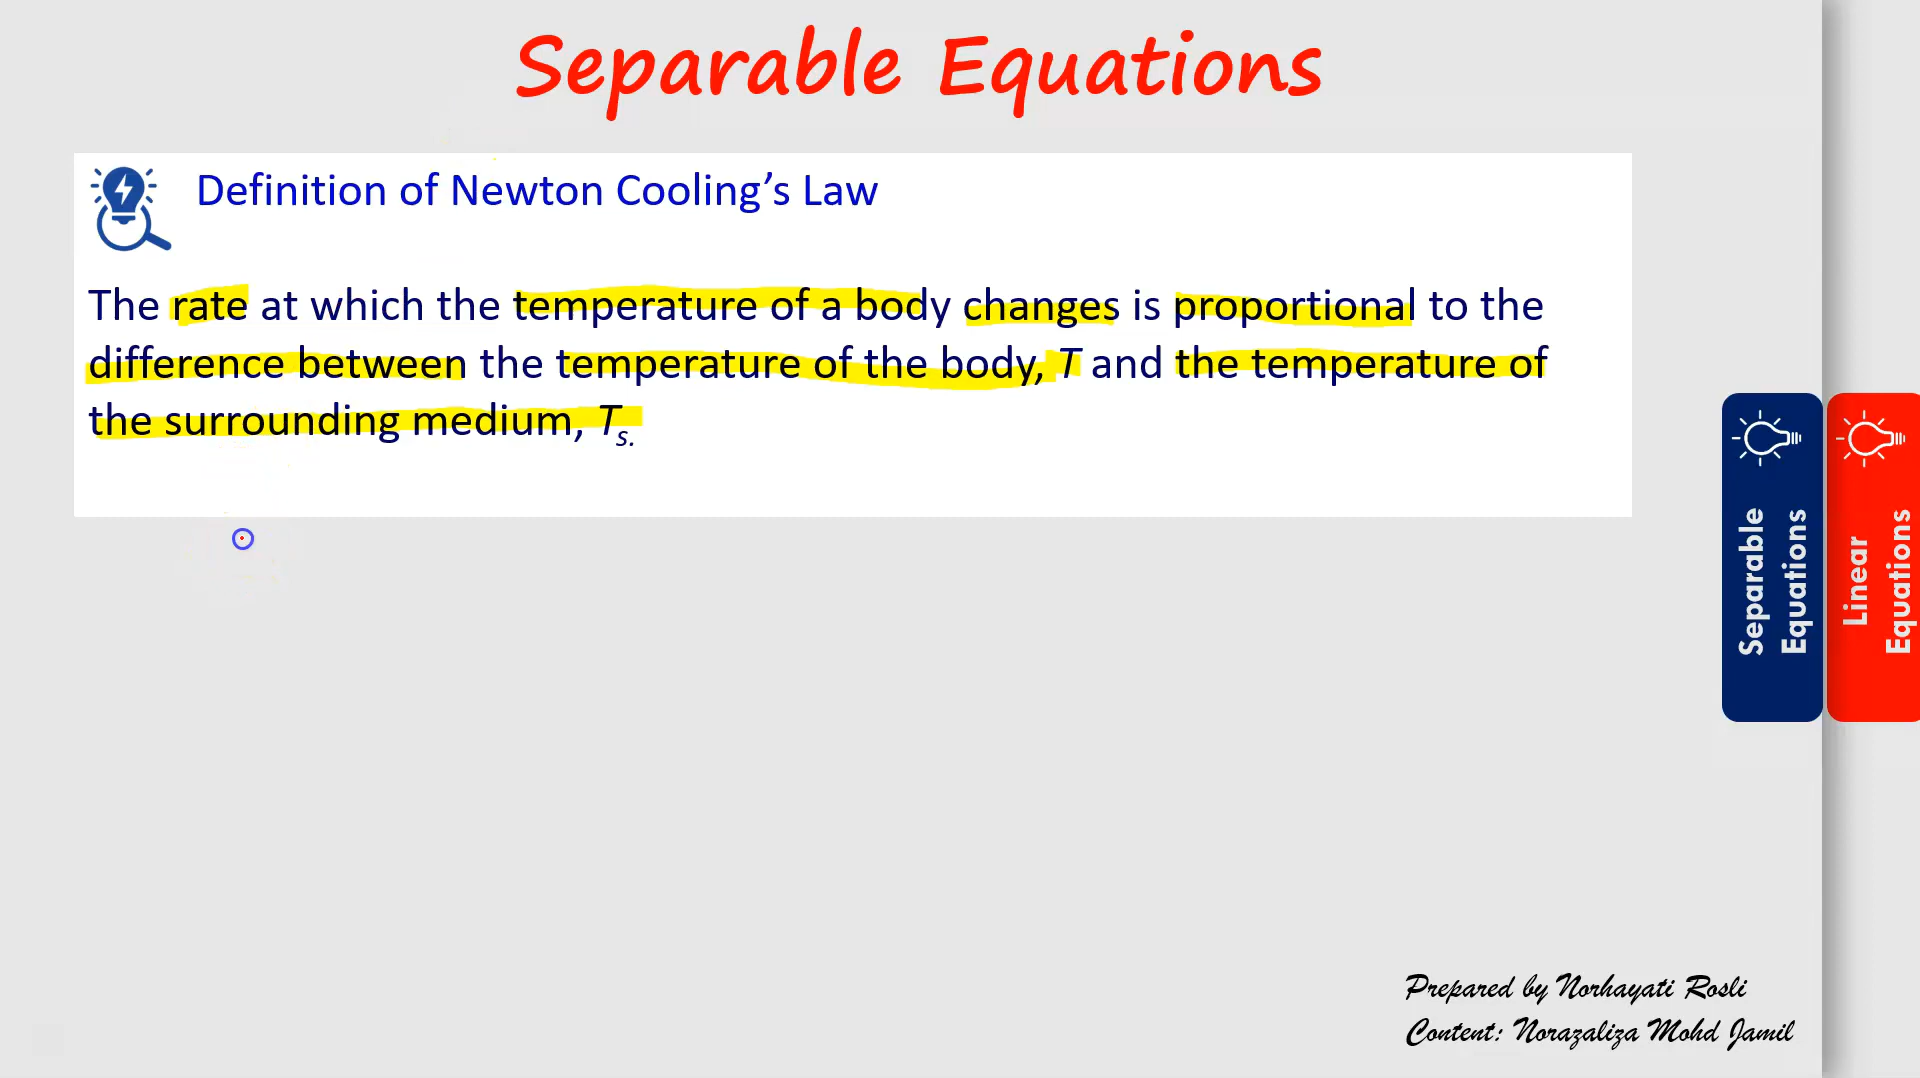 Separable Equations
Definition of Newton Cooling’s Law
The rate at which the temperature of a body changes is proportional to the
difference between the temperature of the body, T and the temperature of
the surrounding medium, Ts.
Separable
Equations
Linear
Equations
Prepared by Norhayati Rosli
Content: Norazaliza Mohd Jamil